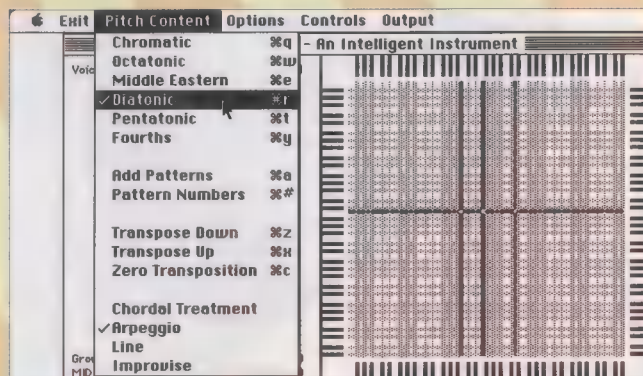 Exit Pitch Content Options Controls Output
- An Intelligent Instrument
Chromatic ⌘q
Octatonic ⌘w
Middle Eastern ⌘e
✓Diatonic ⌘r
Pentatonic ⌘t
Fourths ⌘y
Add Patterns ⌘a
Pattern Numbers ⌘#
Transpose Down ⌘z
Transpose Up ⌘x
Zero Transposition ⌘c
Chordal Treatment
✓Arpeggio
Line
Improvise